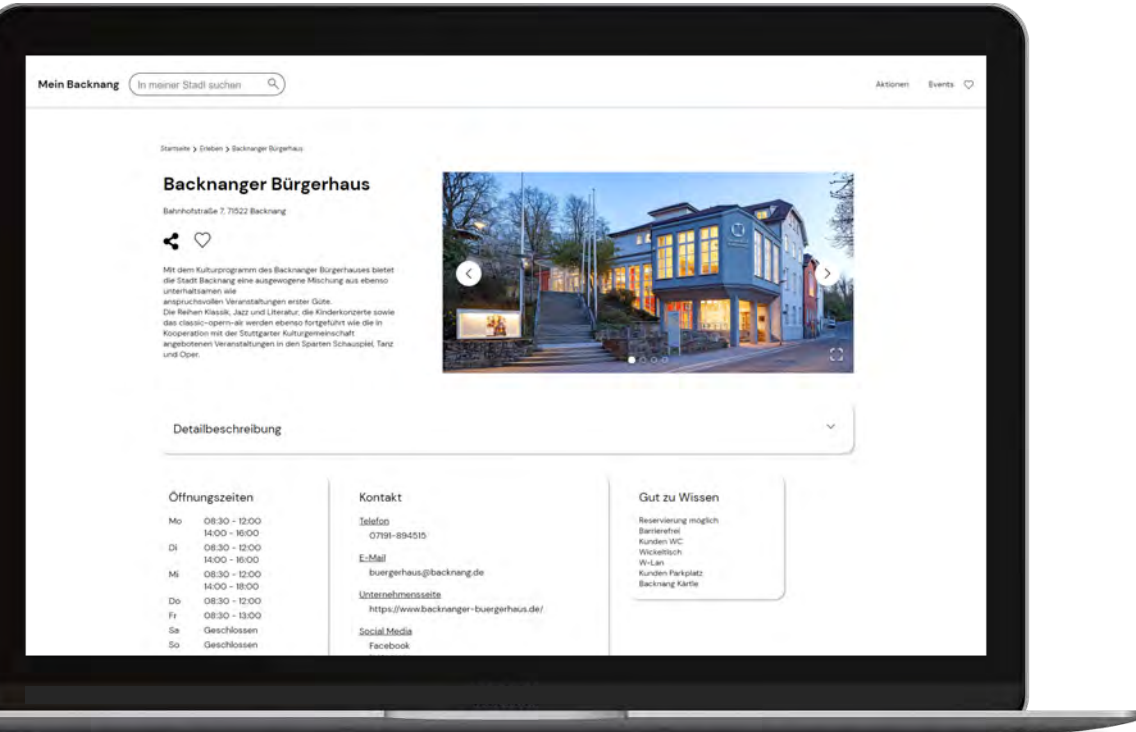 Mein Backnang
In meiner Stadt suchen
Aktionen
Events
Startseite > Erleben > Backnanger Bürgerhaus
Backnanger Bürgerhaus
Bahnhofstraße 7, 71522 Backnang
Mit dem Kulturprogramm des Backnanger Bürgerhauses bietet
die Stadt Backnang eine ausgewogene Mischung aus ebenso
unterhaltsamen wie
anspruchsvollen Veranstaltungen erster Güte.
Die Reihen Klassik, Jazz und Literatur, die Kinderkonzerte sowie
das classic-opern-air werden ebenso fortgeführt wie die in
Kooperation mit der Stuttgarter Kulturgemeinschaft
angebotenen Veranstaltungen in den Sparten Schauspiel, Tanz
und Oper.
Detailbeschreibung
Öffnungszeiten
Mo 08:30 - 12:00
14:00 - 16:00
Di 08:30 - 12:00
14:00 - 16:00
Mi 08:30 - 12:00
14:00 - 18:00
Do 08:30 - 12:00
Fr 08:30 - 13:00
Sa Geschlossen
So Geschlossen
Kontakt
Telefon
07191-894515
E-Mail
buergerhaus@backnang.de
Unternehmensseite
https://www.backnanger-buergerhaus.de/
Social Media
Facebook
Gut zu Wissen
Reservierung möglich
Barrierefrei
Kunden WC
Wickeltisch
W-Lan
Kunden Parkplatz
Backnang Kärtle